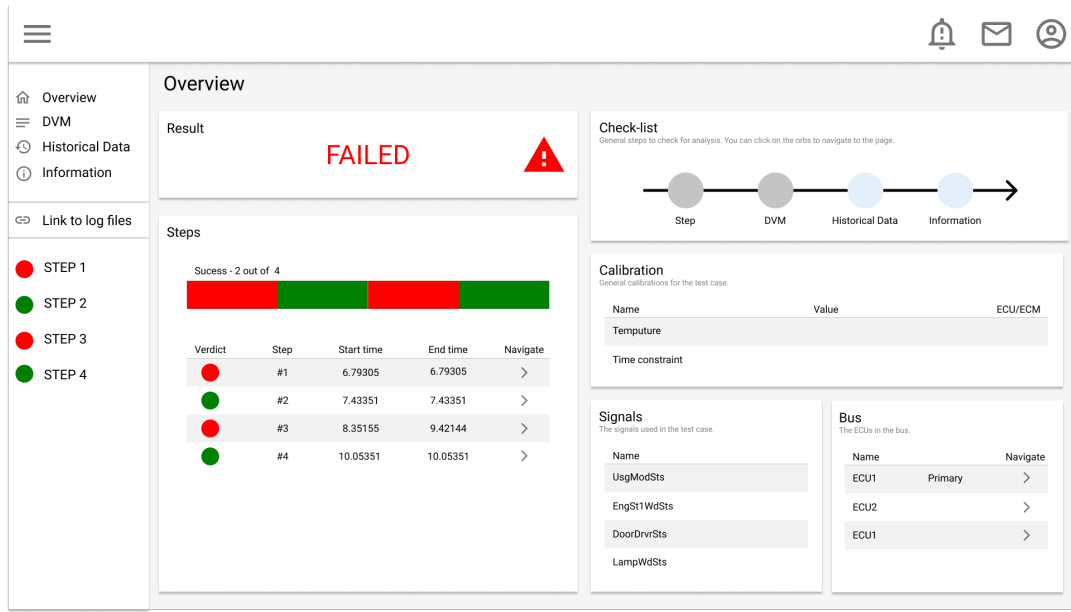 Overview
DVM
Historical Data
Information
Link to log files
STEP 1
STEP 2
STEP 3
STEP 4
Overview
Result
FAILED
Steps
Sucess - 2 out of 4
Verdict Step Start time End time Navigate
#1 6.79305 6.79305
#2 7.43351 7.43351
#3 8.35155 9.42144
#4 10.05351 10.05351
Check-list
General steps to check for analysis. You can click on the orbs to navigate to the page.
Step DVM Historical Data Information
Calibration
General calibrations for the test case.
Name Value ECU/ECM
Temputure
Time constraint
Signals
The signals used in the test case.
Name
UsgModSts
EngSt1WdSts
DoorDrvrSts
LampWdSts
Bus
The ECUs in the bus.
Name Navigate
ECU1 Primary
ECU2
ECU1